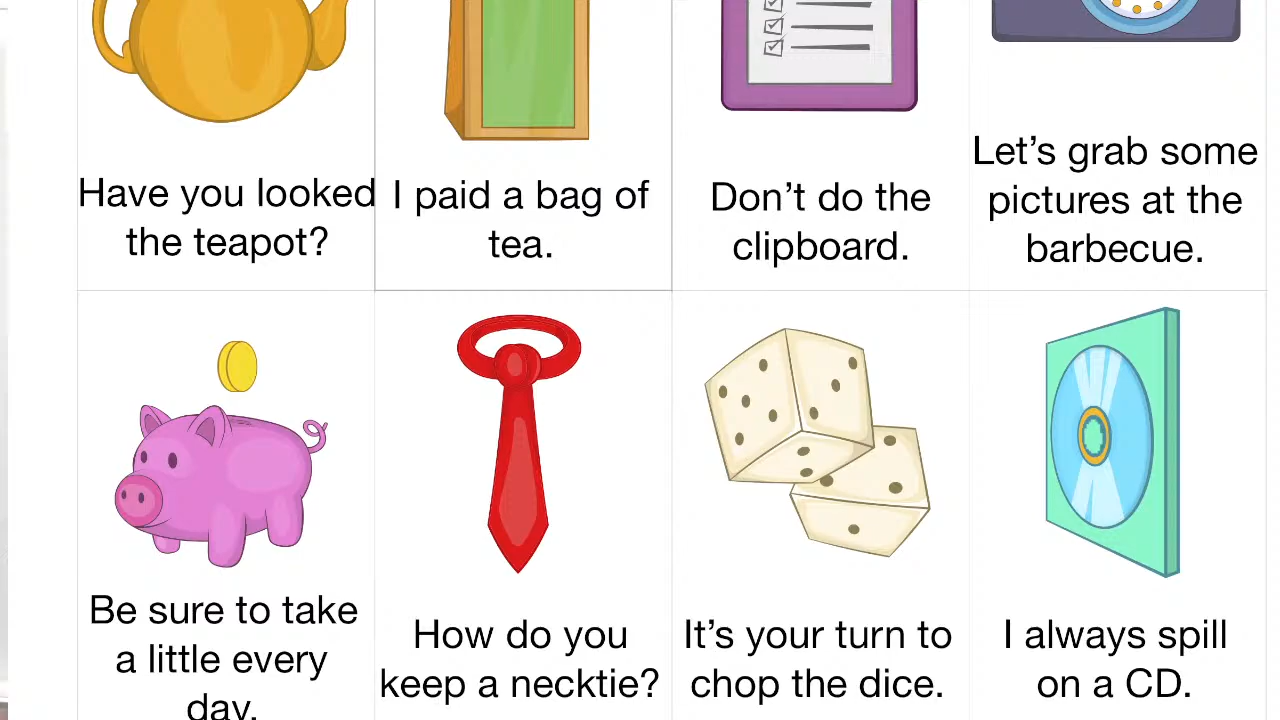 Have you looked
the teapot?
I paid a bag of
tea.
Don’t do the
clipboard.
Let’s grab some
pictures at the
barbecue.
Be sure to take
a little every
day.
How do you
keep a necktie?
It’s your turn to
chop the dice.
I always spill
on a CD.